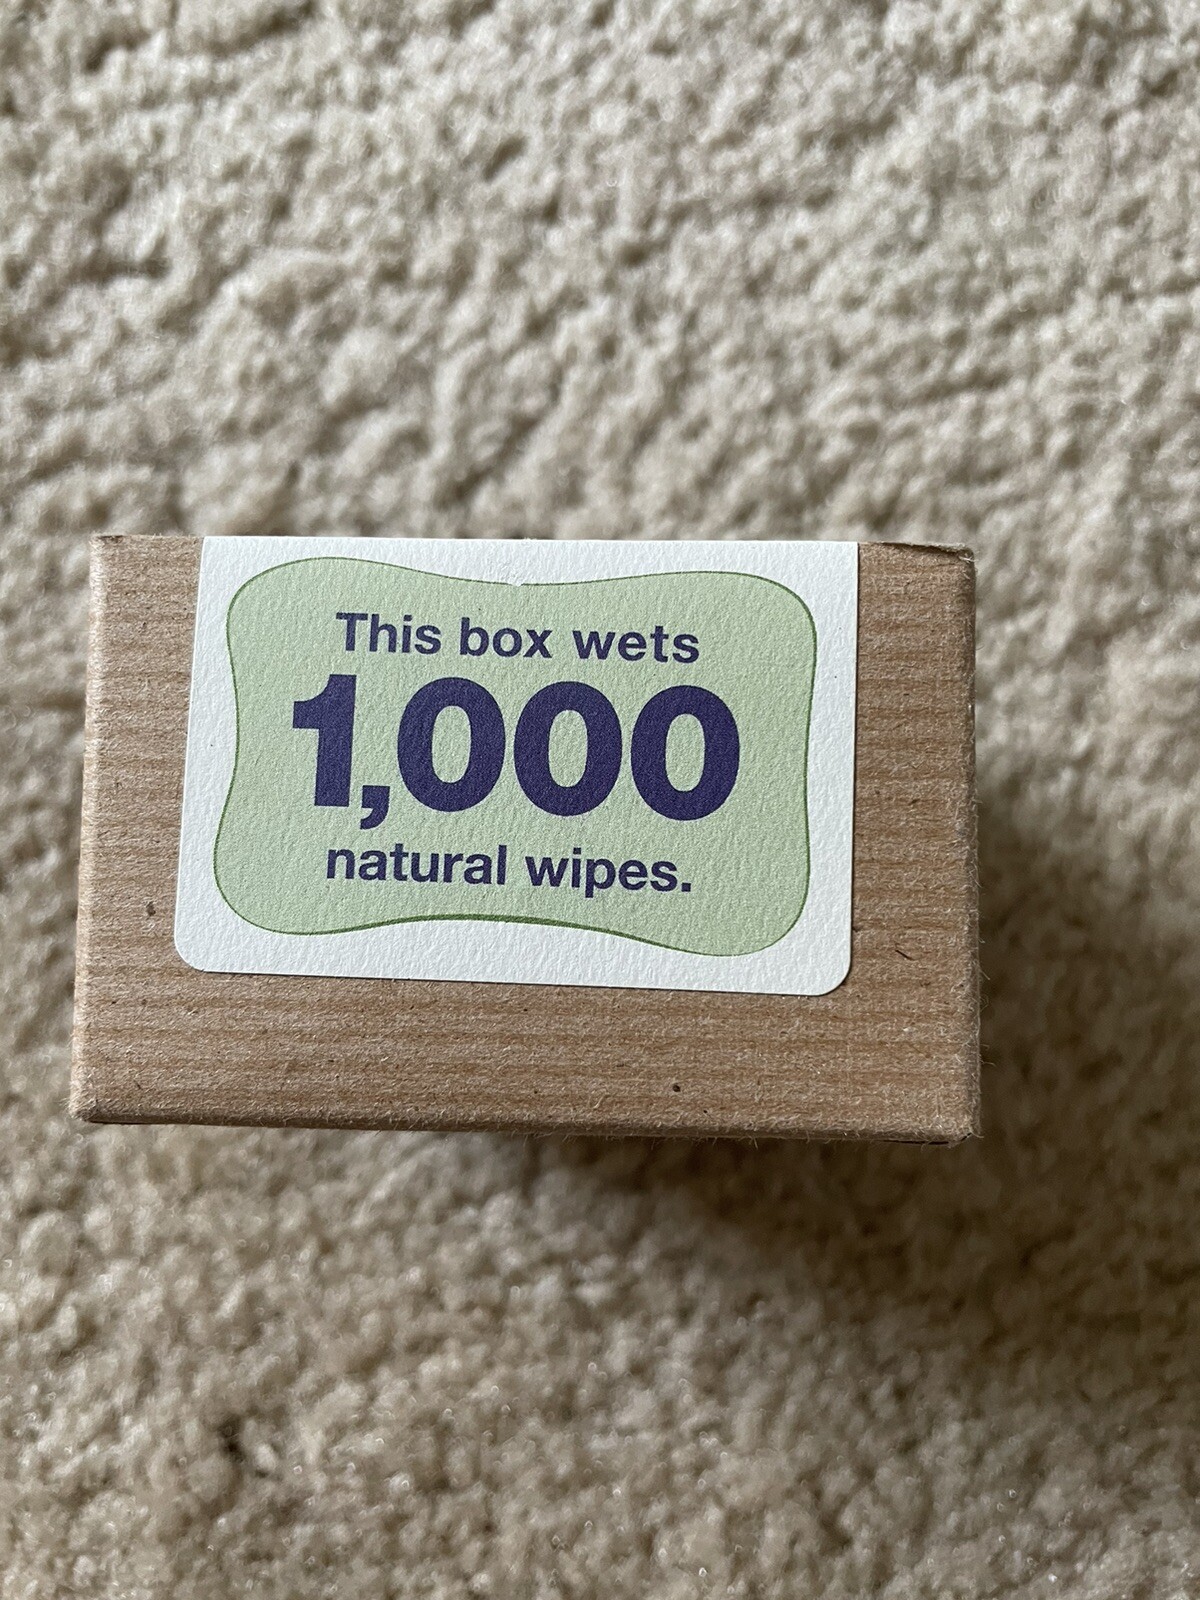 This box wets
1,000
natural wipes.